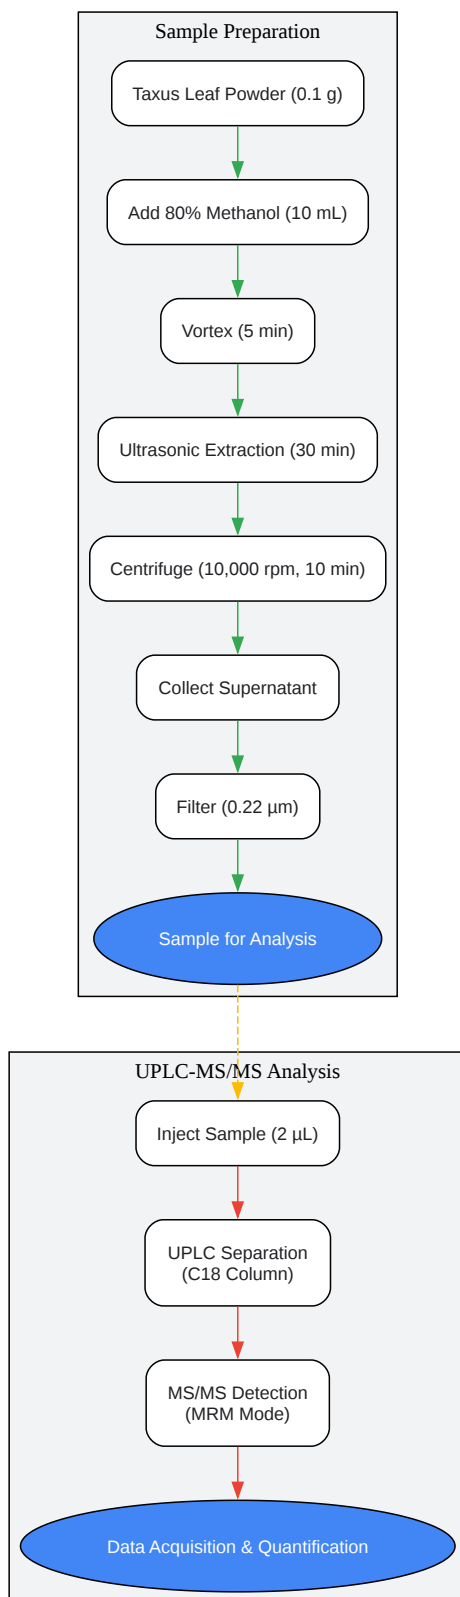 Sample Preparation
Taxus Leaf Powder (0.1 g)
Add 80% Methanol (10 mL)
Vortex (5 min)
Ultrasonic Extraction (30 min)
Centrifuge (10,000 rpm, 10 min)
Collect Supernatant
Filter (0.22 µm)
Sample for Analysis
UPLC-MS/MS Analysis
Inject Sample (2 µL)
UPLC Separation
(C18 Column)
MS/MS Detection
(MRM Mode)
Data Acquisition & Quantification